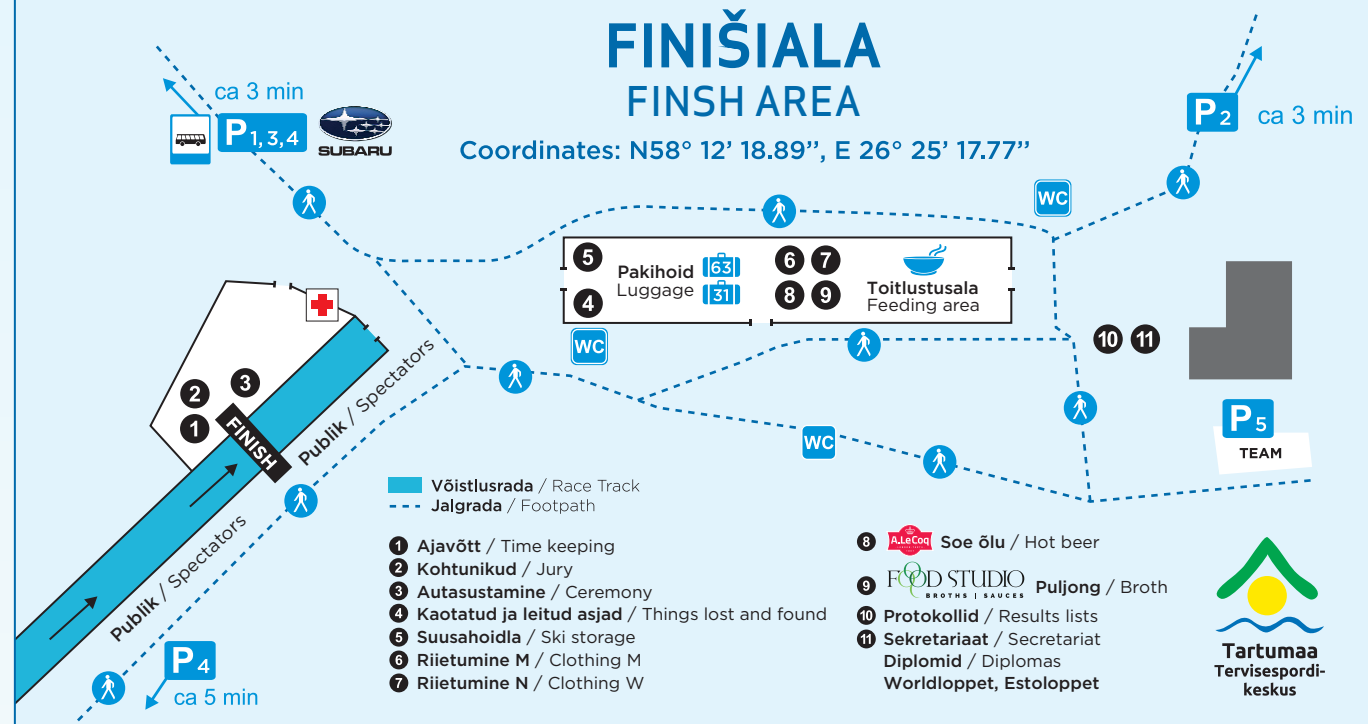 FINIŠIALA
FINSH AREA
Coordinates: N58° 12’ 18.89’’, E 26° 25’ 17.77’’
ca 3 min
P 1, 3, 4
SUBARU
P 2
ca 3 min
WC
5
Pakihoid
Luggage
63
31
4
6
7
8
9
Toitlustusala
Feeding area
WC
10
11
2
3
1
FINISH
Publik / Spectators
WC
P 5
TEAM
Publik / Spectators
P 4
ca 5 min
Võistlusrada / Race Track
Jalgrada / Footpath
1 Ajavõtt / Time keeping
2 Kohtunikud / Jury
3 Autasustamine / Ceremony
4 Kaotatud ja leitud asjad / Things lost and found
5 Suusahoidla / Ski storage
6 Riietumine M / Clothing M
7 Riietumine N / Clothing W
8 A.LeCoq Soe õlu / Hot beer
9 FOOD STUDIO Puljong / Broth
BROTHS | SAUCES
10 Protokollid / Results lists
11 Sekretariaat / Secretariat
Diplomid / Diplomas
Worldloppet, Estoloppet
Tartumaa
Tervisespordi-
keskus